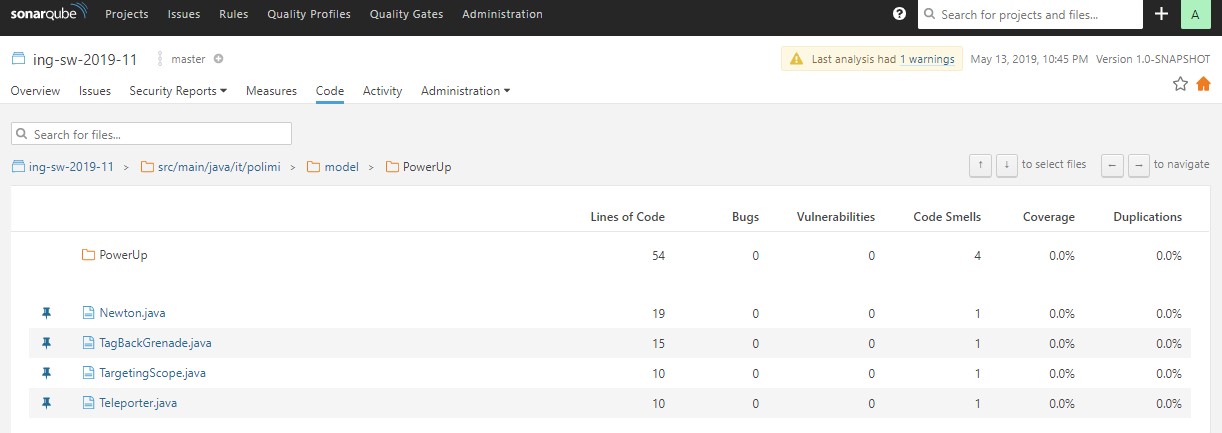 sonarqube Projects Issues Rules Quality Profiles Quality Gates Administration ? Search for projects and files... + A
ing-sw-2019-11 master Last analysis had 1 warnings May 13, 2019, 10:45 PM Version 1.0-SNAPSHOT
Overview Issues Security Reports Measures Code Activity Administration
Search for files...
ing-sw-2019-11 > src/main/java/it/polimi > model > PowerUp ↑ ↓ to select files ← → to navigate
Lines of Code Bugs Vulnerabilities Code Smells Coverage Duplications
PowerUp 54 0 0 4 0.0% 0.0%
Newton.java 19 0 0 1 0.0% 0.0%
TagBackGrenade.java 15 0 0 1 0.0% 0.0%
TargetingScope.java 10 0 0 1 0.0% 0.0%
Teleporter.java 10 0 0 1 0.0% 0.0%